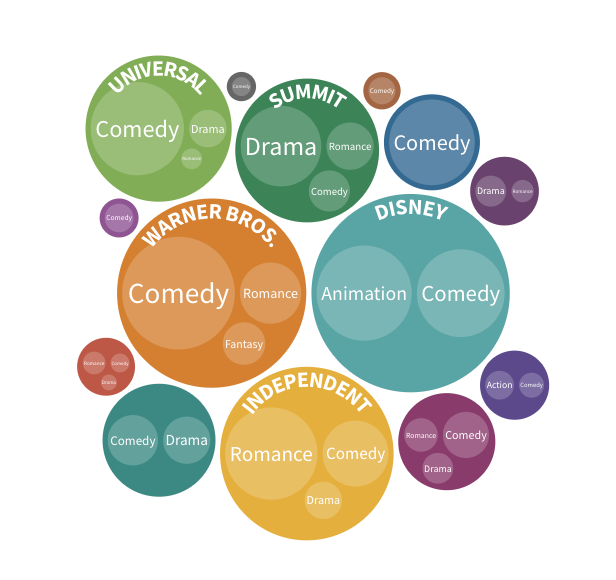 UNIVERSAL
Comedy
Drama
Romance
Comedy
SUMMIT
Drama
Romance
Comedy
Comedy
Comedy
Drama
Romance
Comedy
WARNER BROS.
Comedy
Romance
Fantasy
DISNEY
Animation
Comedy
Romance
Comedy
Drama
Comedy
Drama
INDEPENDENT
Romance
Comedy
Drama
Romance
Comedy
Drama
Action
Comedy